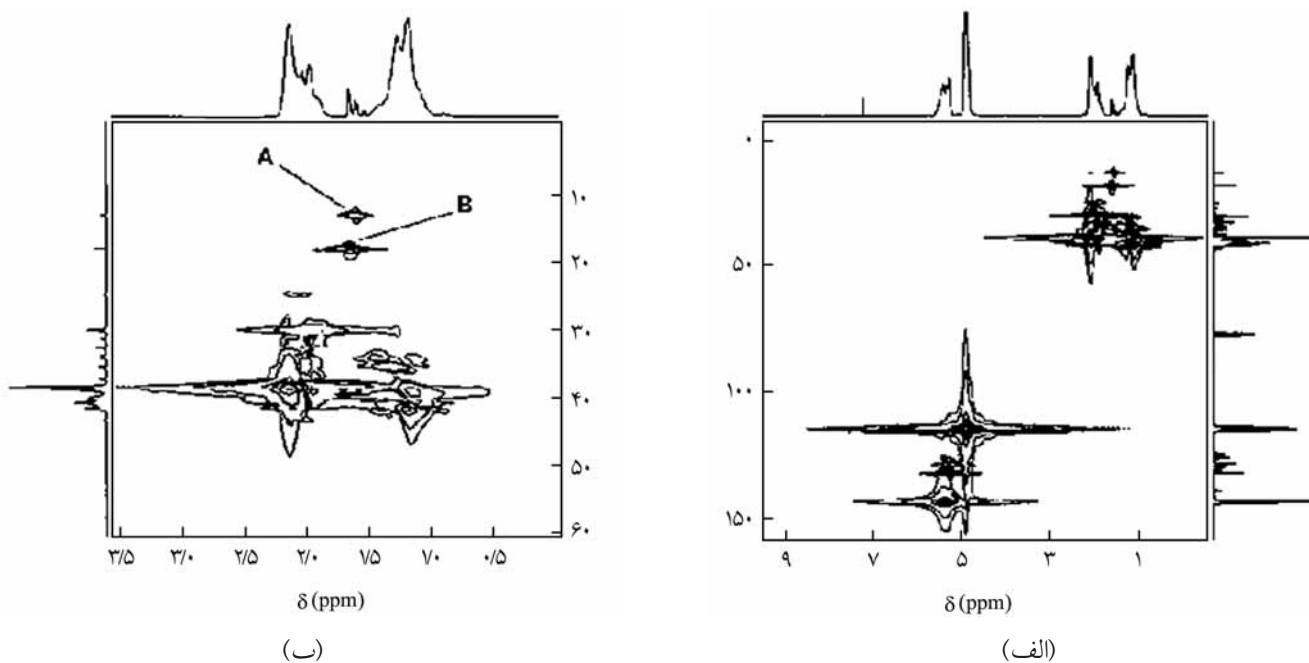 ۰
۵۰
۱۰۰
۱۵۰
۹ ۷ ۵ ۳ ۱
δ (ppm)
(الف)
A
B
۱۰
۲۰
۳۰
۴۰
۵۰
۶۰
۳/۵ ۳/۰ ۲/۵ ۲/۰ ۱/۵ ۱/۰ ۰/۵
δ (ppm)
(ب)